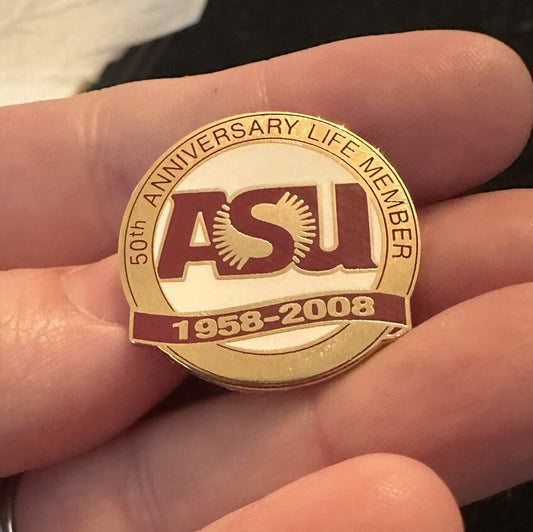 50th ANNIVERSARY LIFE MEMBER
ASU
1958-2008